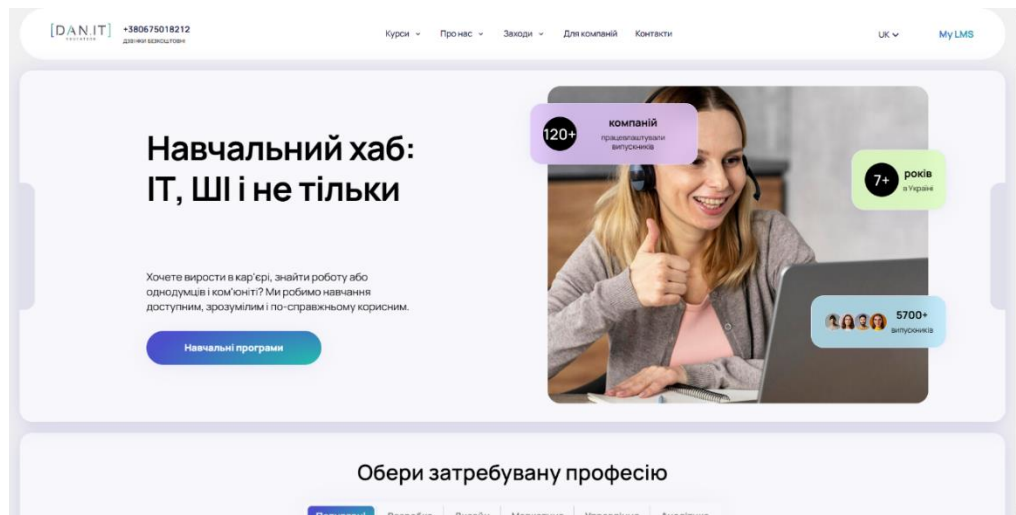 [DAN.IT]
EDUCATION
+380675018212
ДЗВІНКИ БЕЗКОШТОВНІ
Курси
Про нас
Заходи
Для компаній
Контакти
UK
My LMS
Навчальний хаб:
ІТ, ШІ і не тільки
Хочете вирости в кар'єрі, знайти роботу або
однодумців і ком'юніті? Ми робимо навчання
доступним, зрозумілим і по-справжньому корисним.
Навчальні програми
120+
компаній
працевлаштували
випускників
7+
років
в Україні
5700+
випускників
Обери затребувану професію